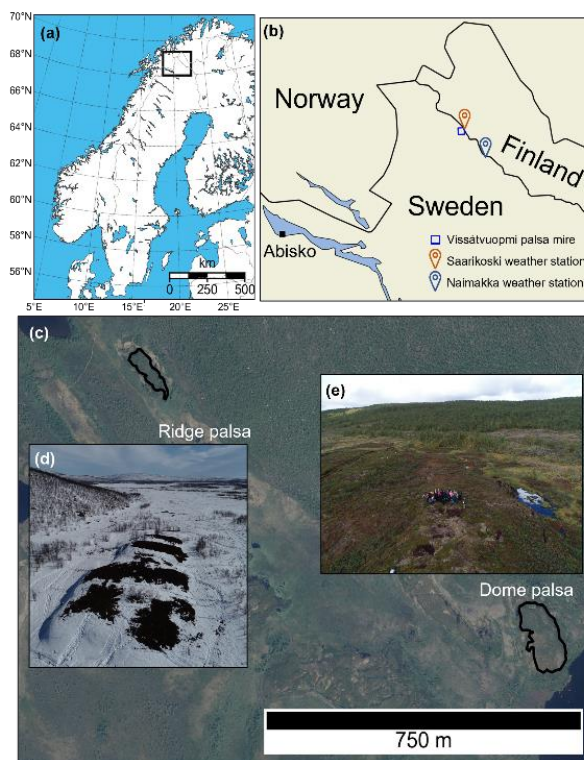 (a)
70°N
68°N
66°N
64°N
62°N
60°N
58°N
56°N
km
0 250 500
5°E 10°E 15°E 20°E 25°E
(b)
Norway
Finland
Sweden
Abisko
Vissátvuopmi palsa mire
Saarikoski weather station
Naimakka weather station
(c)
Ridge palsa
(d)
(e)
Dome palsa
750 m